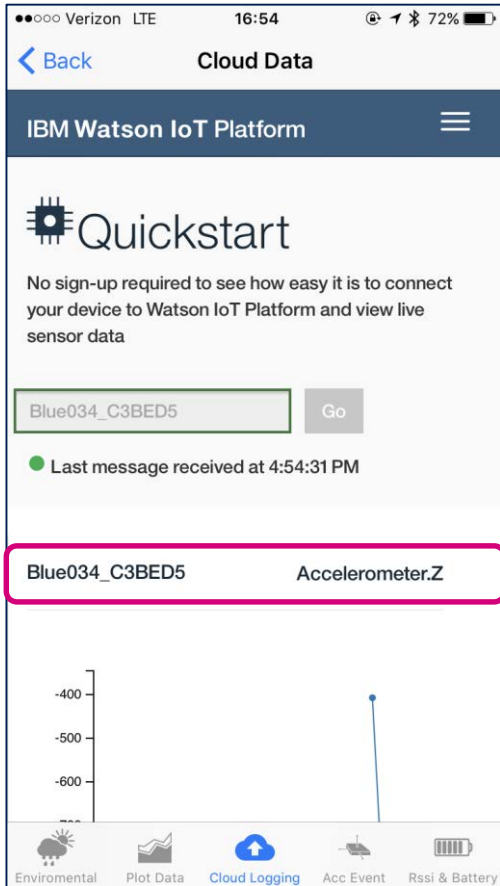 ●●○○○ Verizon LTE 16:54 72%
Back Cloud Data
IBM Watson IoT Platform
Quickstart
No sign-up required to see how easy it is to connect
your device to Watson IoT Platform and view live
sensor data
Blue034_C3BED5 Go
Last message received at 4:54:31 PM
Blue034_C3BED5 Accelerometer.Z
-400
-500
-600
Enviromental Plot Data Cloud Logging Acc Event Rssi & Battery